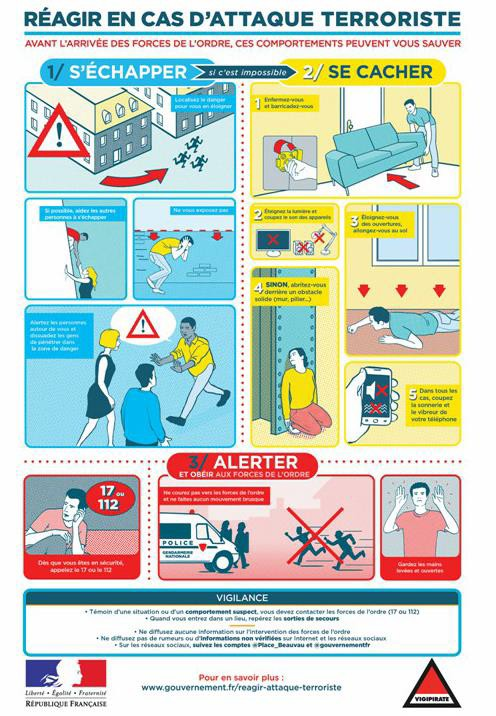 RÉAGIR EN CAS D'ATTAQUE TERRORISTE
AVANT L'ARRIVÉE DES FORCES DE L'ORDRE, CES COMPORTEMENTS PEUVENT VOUS SAUVER
1/ S'ÉCHAPPER
si c'est impossible
2/ SE CACHER
Localisez le danger
pour vous en éloigner
Si possible, aidez les autres
personnes à s'échapper
Ne vous exposez pas
Alertez les personnes
autour de vous et
dissuadez les gens
de pénétrer dans
la zone de danger
1 Enfermez-vous
et barricadez-vous
2 Éteignez la lumière et
coupez le son des appareils
3 Éloignez-vous
des ouvertures,
allongez-vous au sol
4 SINON, abritez-vous
derrière un obstacle
solide (mur, pilier...)
5 Dans tous les
cas, coupez
la sonnerie et
le vibreur de
votre téléphone
3/ ALERTER
ET OBÉIR AUX FORCES DE L'ORDRE
17 ou
112
Dès que vous êtes en sécurité,
appelez le 17 ou le 112
Ne courez pas vers les forces de l'ordre
et ne faites aucun mouvement brusque
POLICE
GENDARMERIE
NATIONALE
Gardez les mains
levées et ouvertes
VIGILANCE
• Témoin d'une situation ou d'un comportement suspect, vous devez contacter les forces de l'ordre (17 ou 112)
• Quand vous entrez dans un lieu, repérez les sorties de secours
• Ne diffusez aucune information sur l'intervention des forces de l'ordre
• Ne diffusez pas de rumeurs ou d'informations non vérifiées sur Internet et les réseaux sociaux
• Sur les réseaux sociaux, suivez les comptes @Place_Beauvau et @gouvernementfr
Liberté • Égalité • Fraternité
RÉPUBLIQUE FRANÇAISE
Pour en savoir plus :
www.gouvernement.fr/reagir-attaque-terroriste
VIGIPIRATE